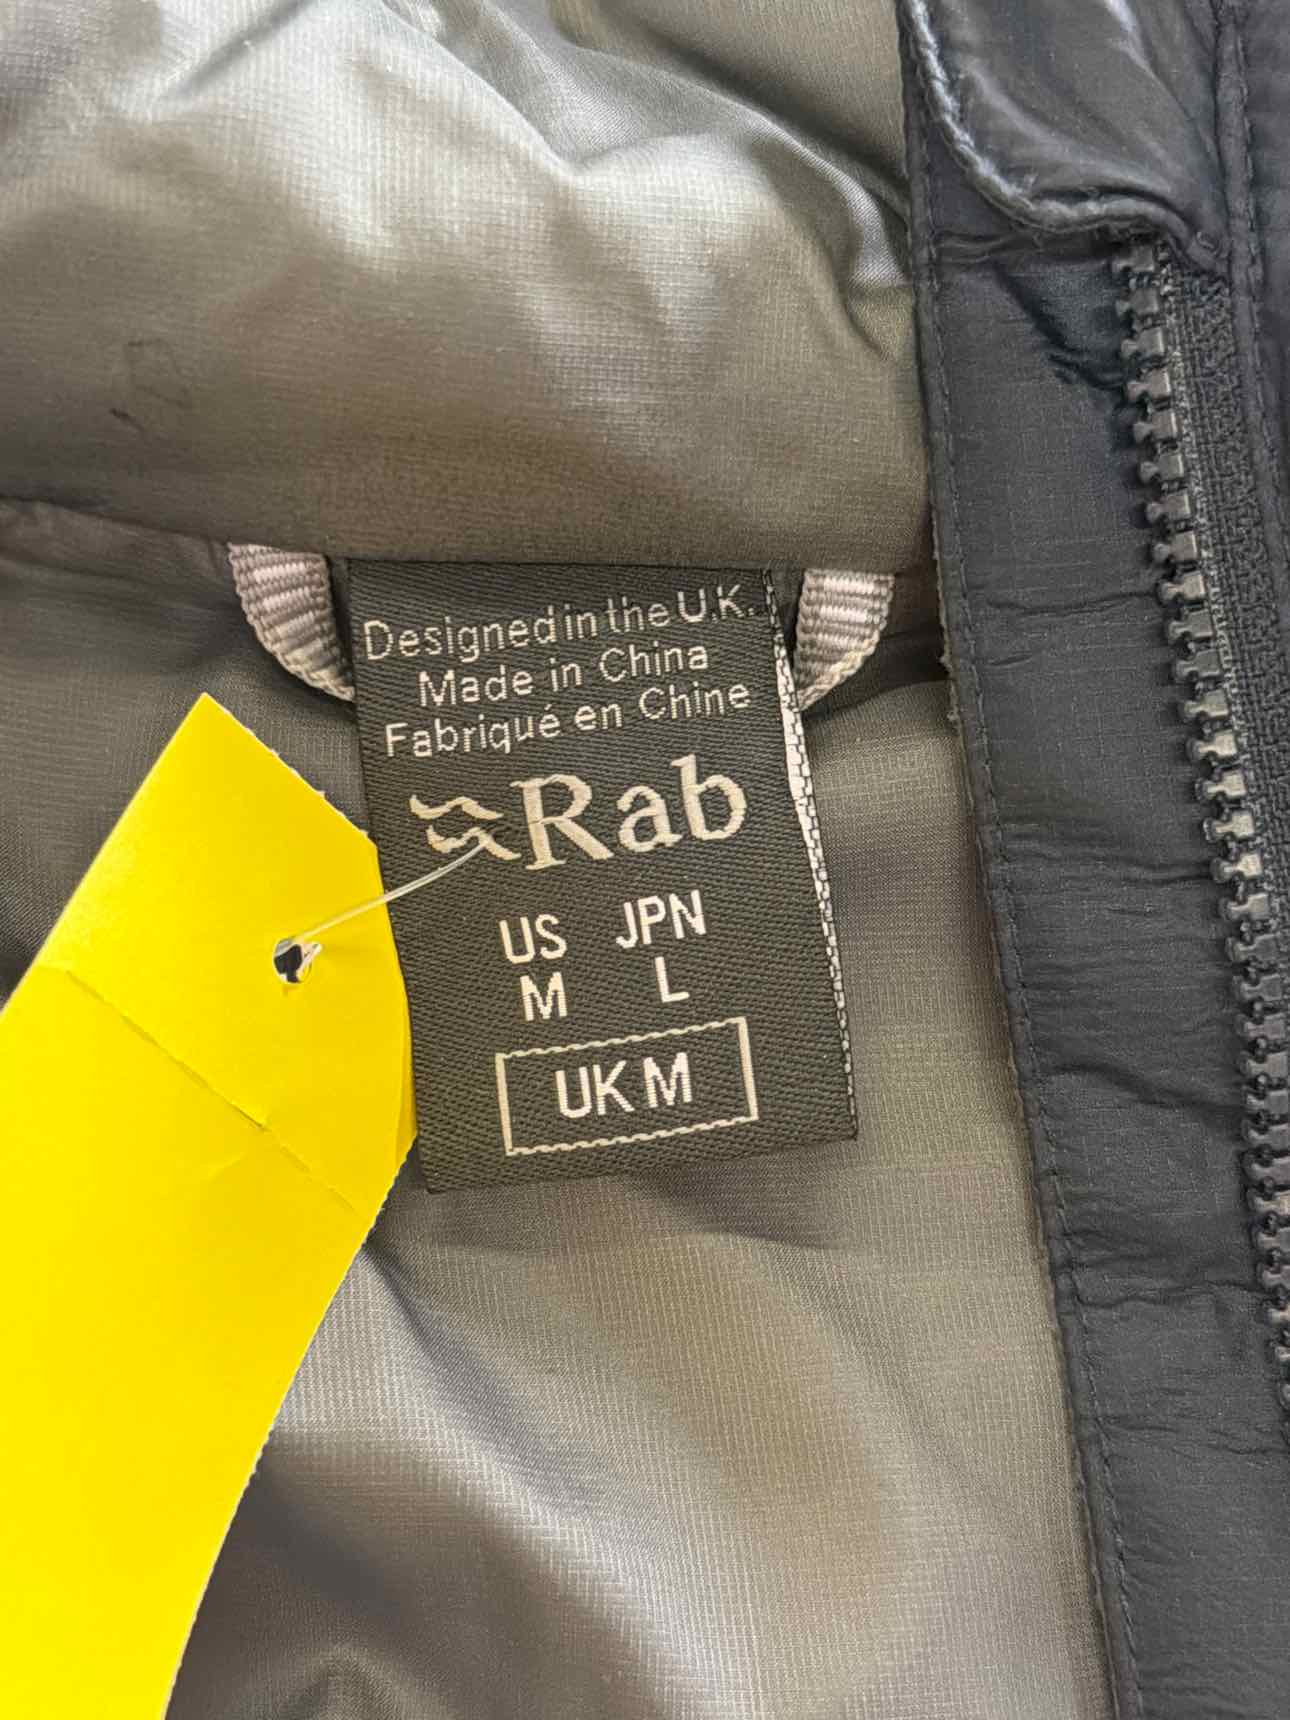 Designed in the U.K.
Made in China
Fabriqué en Chine
Rab
US JPN
M L
UK M